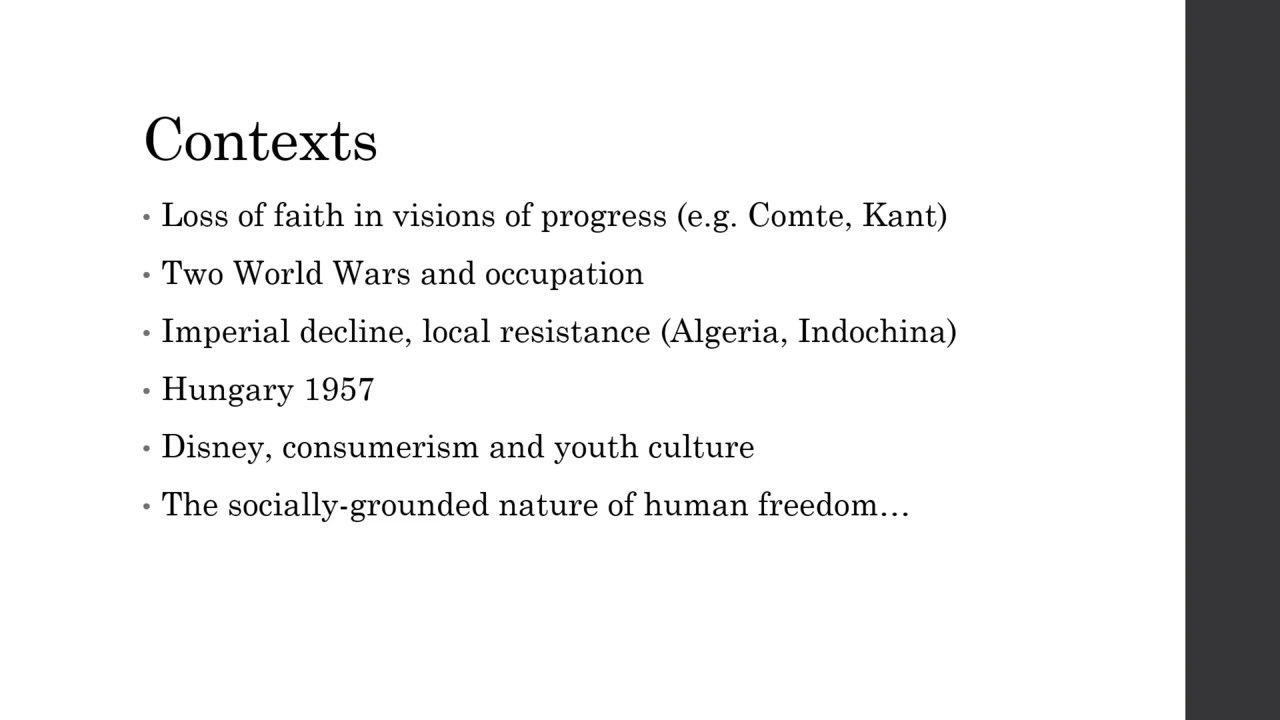 Contexts
• Loss of faith in visions of progress (e.g. Comte, Kant)
• Two World Wars and occupation
• Imperial decline, local resistance (Algeria, Indochina)
• Hungary 1957
• Disney, consumerism and youth culture
• The socially-grounded nature of human freedom…